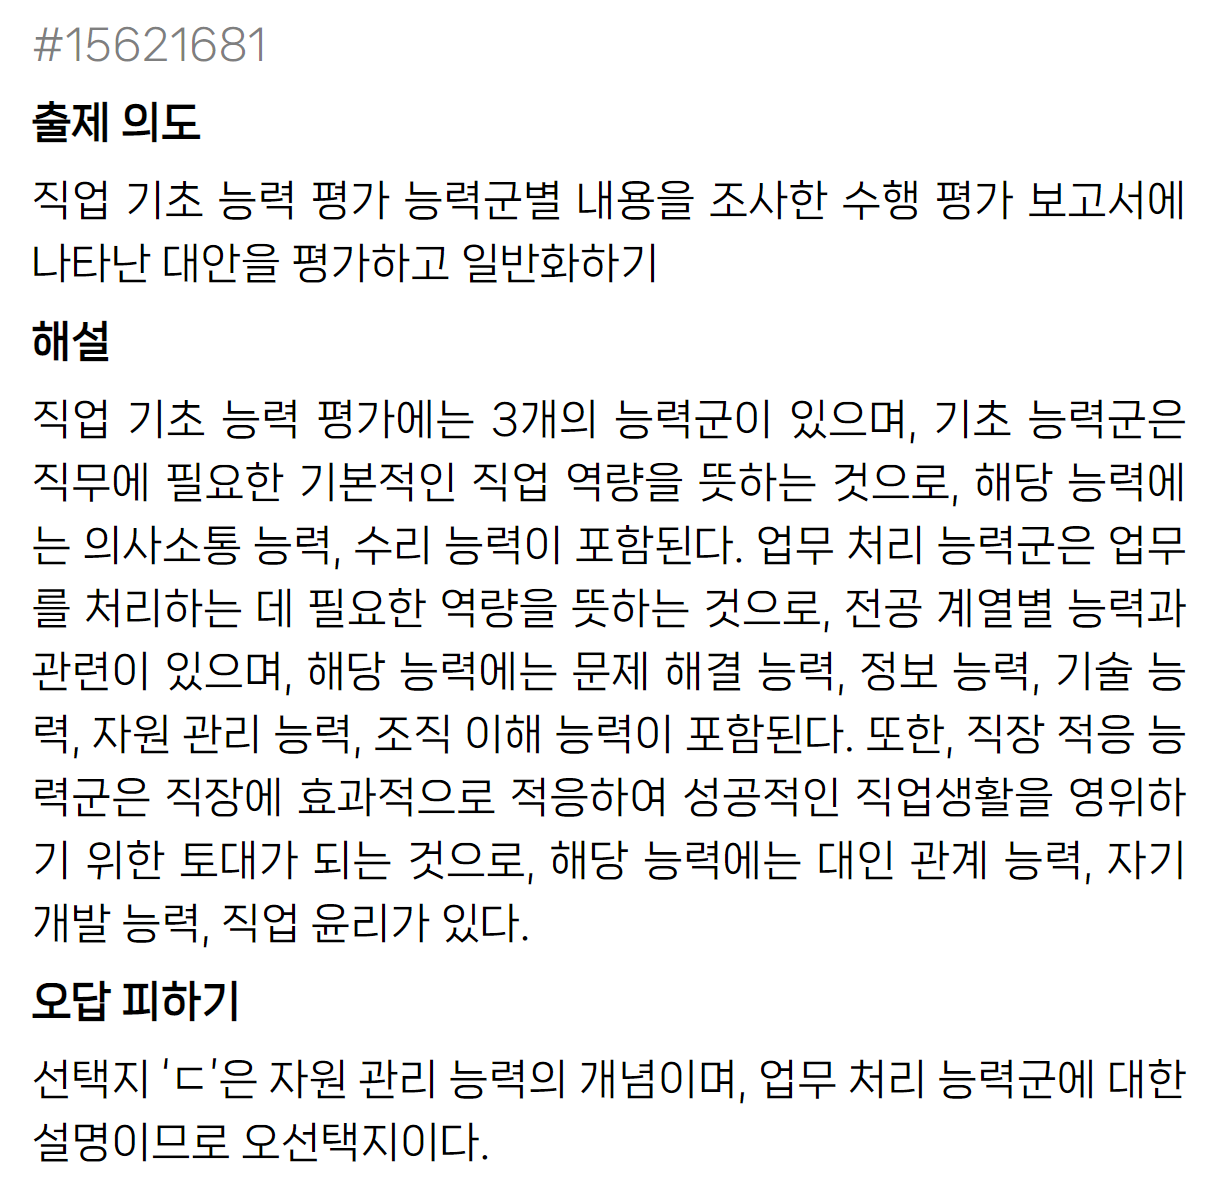 #15621681
출제 의도
직업 기초 능력 평가 능력군별 내용을 조사한 수행 평가 보고서에
나타난 대안을 평가하고 일반화하기
해설
직업 기초 능력 평가에는 3개의 능력군이 있으며, 기초 능력군은
직무에 필요한 기본적인 직업 역량을 뜻하는 것으로, 해당 능력에
는 의사소통 능력, 수리 능력이 포함된다. 업무 처리 능력군은 업무
를 처리하는 데 필요한 역량을 뜻하는 것으로, 전공 계열별 능력과
관련이 있으며, 해당 능력에는 문제 해결 능력, 정보 능력, 기술 능
력, 자원 관리 능력, 조직 이해 능력이 포함된다. 또한, 직장 적응 능
력군은 직장에 효과적으로 적응하여 성공적인 직업생활을 영위하
기 위한 토대가 되는 것으로, 해당 능력에는 대인 관계 능력, 자기
개발 능력, 직업 윤리가 있다.
오답 피하기
선택지 'ㄷ'은 자원 관리 능력의 개념이며, 업무 처리 능력군에 대한
설명이므로 오선택지이다.